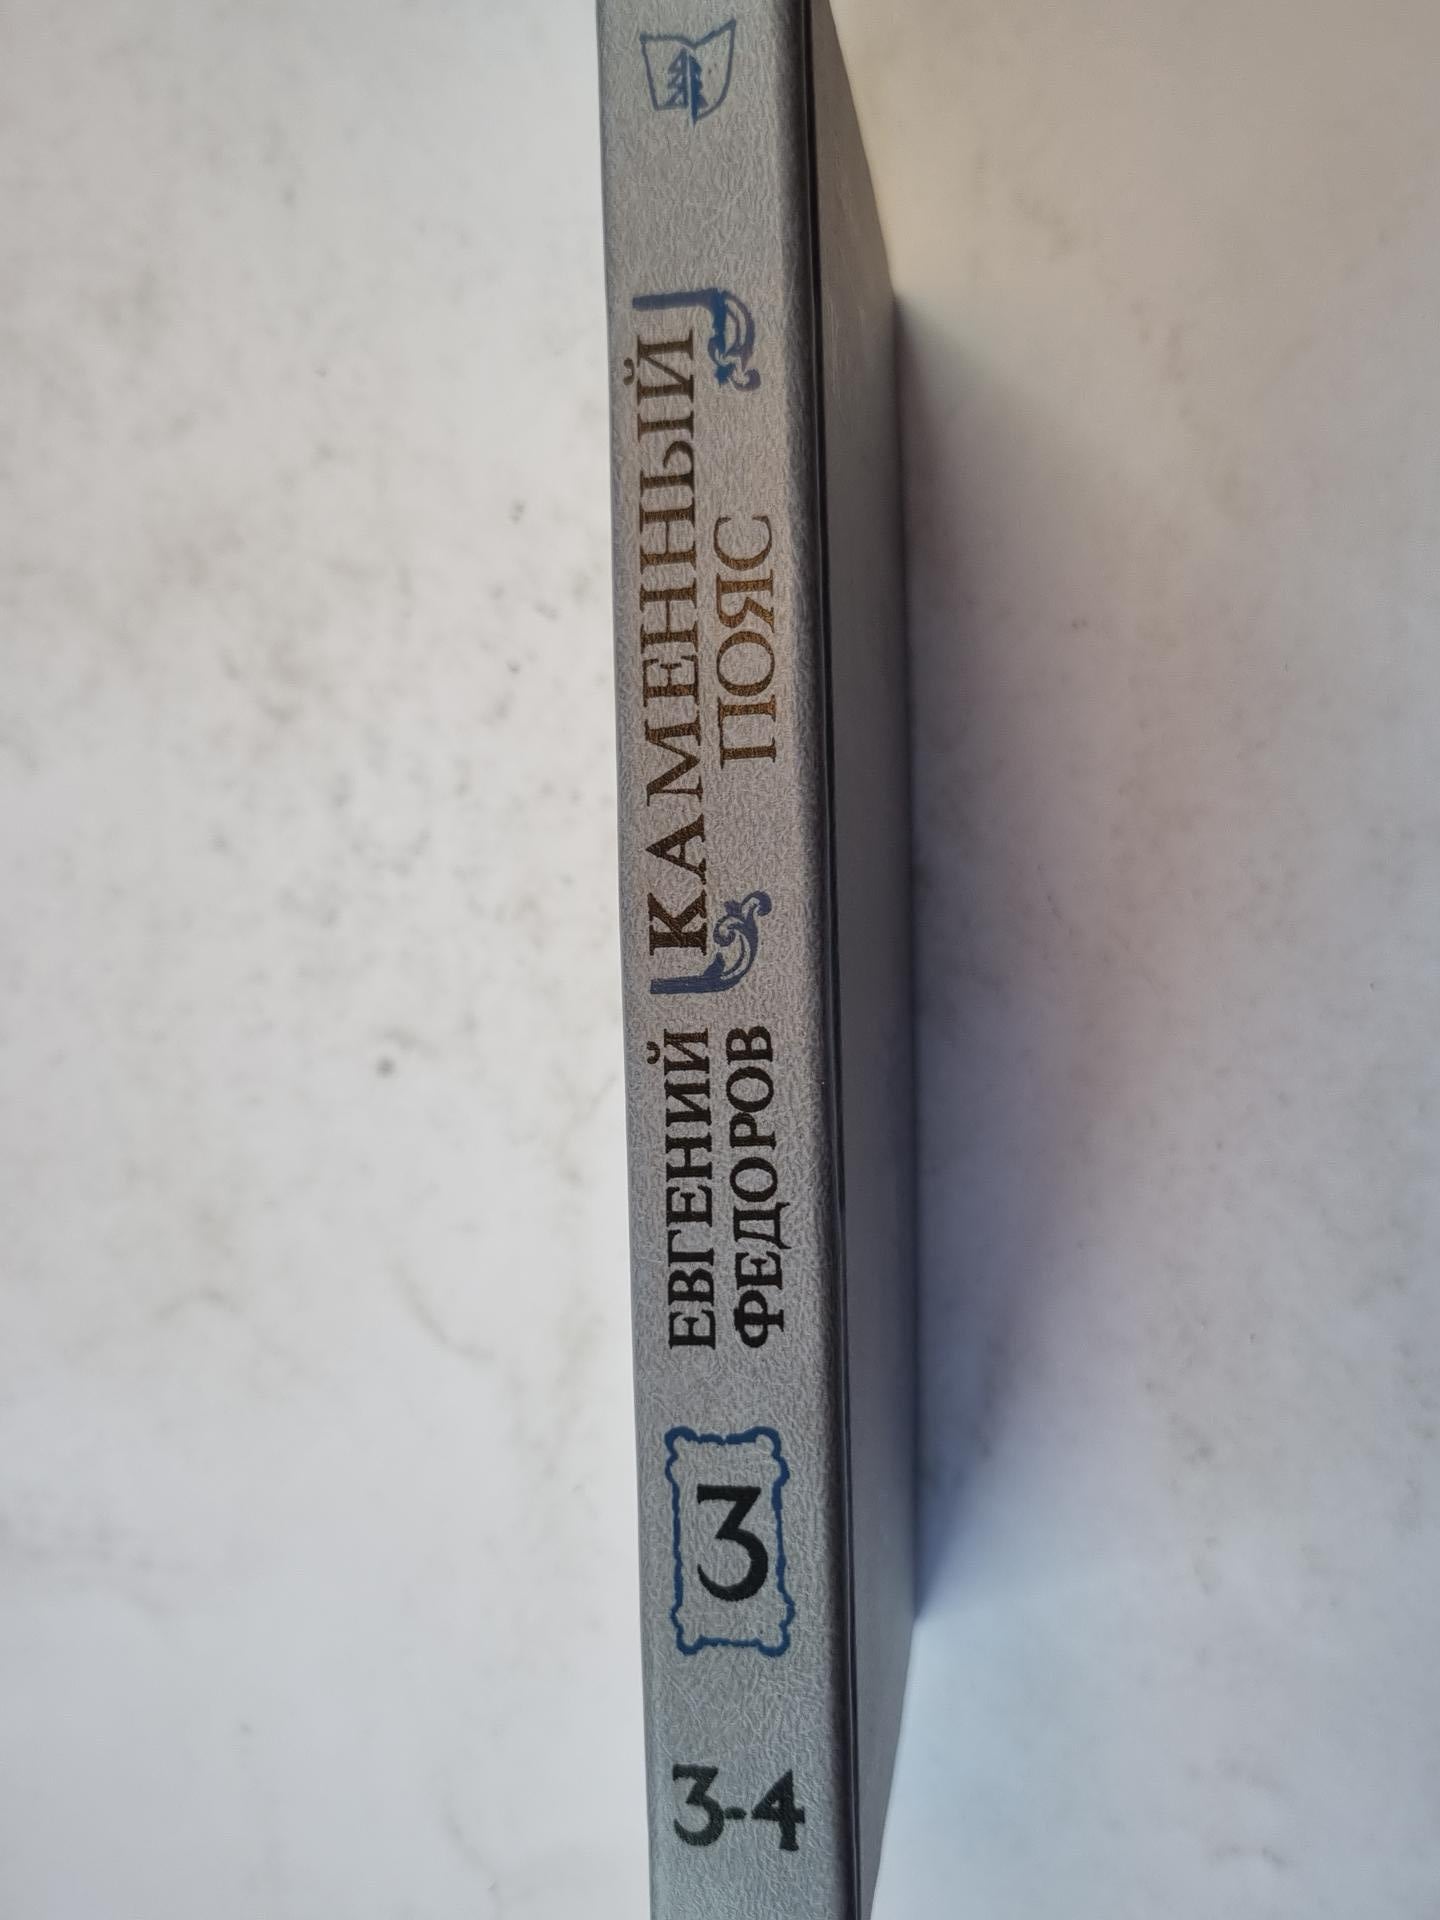 3-4
3
ЕВГЕНИЙ
ФЕДОРОВ
КАМЕННЫЙ
ПОЯС